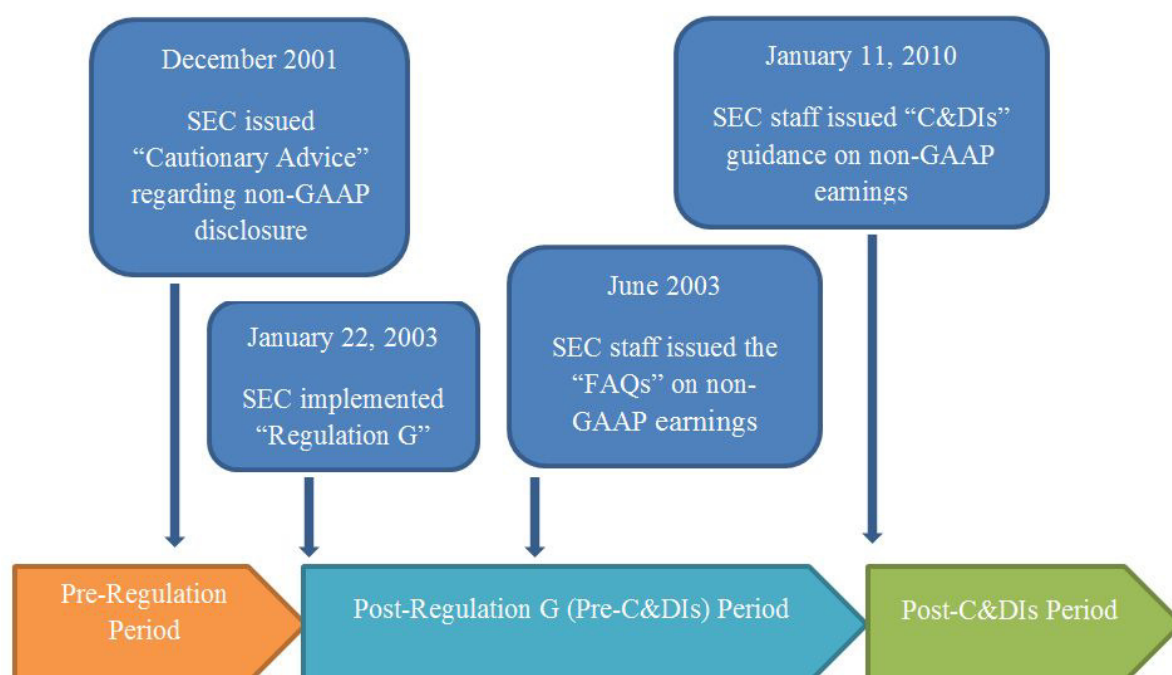 December 2001
SEC issued
“Cautionary Advice”
regarding non-GAAP
disclosure
January 22, 2003
SEC implemented
“Regulation G”
June 2003
SEC staff issued the
“FAQs” on non-
GAAP earnings
January 11, 2010
SEC staff issued “C&DIs”
guidance on non-GAAP
earnings
Pre-Regulation
Period
Post-Regulation G (Pre-C&DIs) Period
Post-C&DIs Period